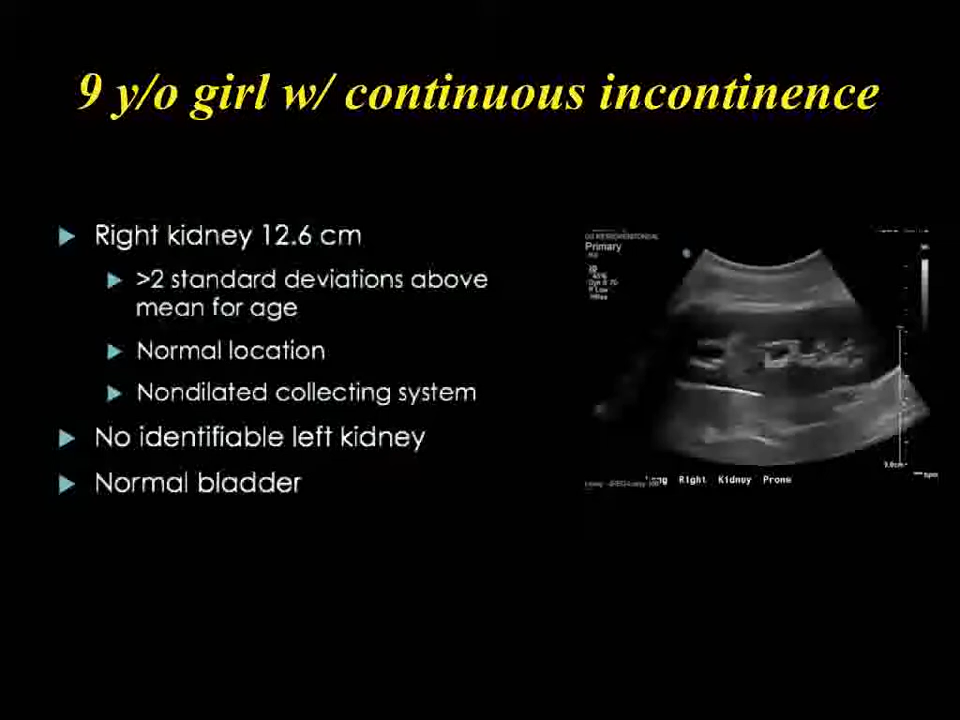 9 y/o girl w/ continuous incontinence
Right kidney 12.6 cm
>2 standard deviations above
mean for age
Normal location
Nondilated collecting system
No identifiable left kidney
Normal bladder
Primary
Long Right Kidney Prone